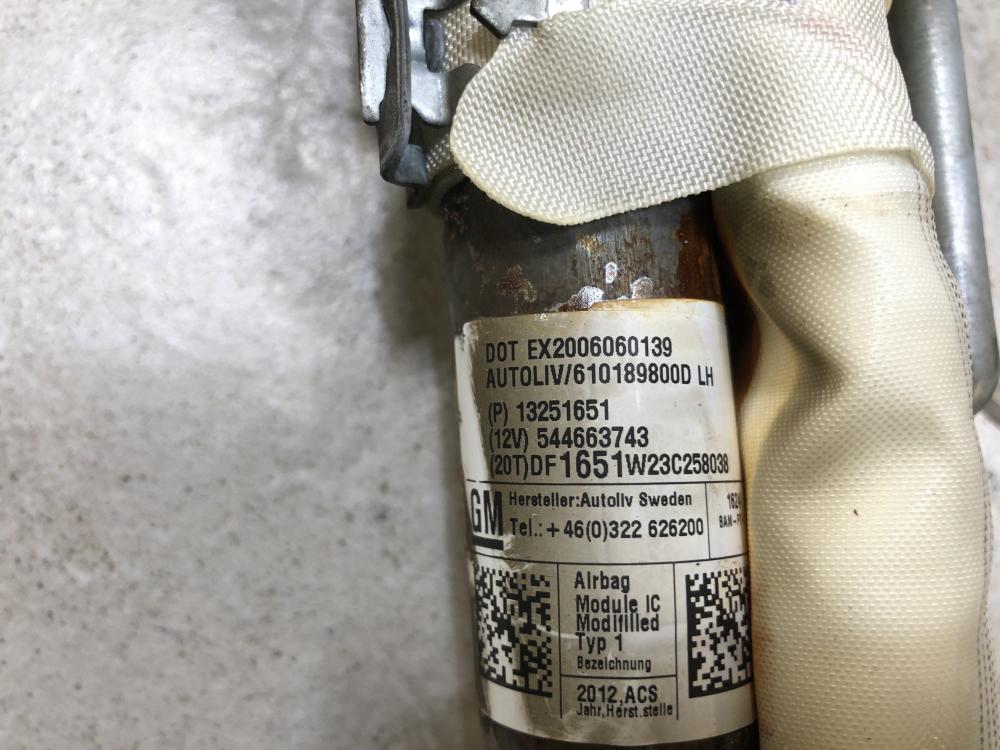 DOT EX2006060139
AUTOLIV/610189800D LH
(P) 13251651
(12V) 544663743
(20T)DF1651W23C258038
GM
Hersteller:Autoliv Sweden
Tel.:+46(0)322 626200
Airbag
Module IC
Modlfilled
Typ 1
Bezeichnung
2012,ACS
Jahr,Herst.stelle